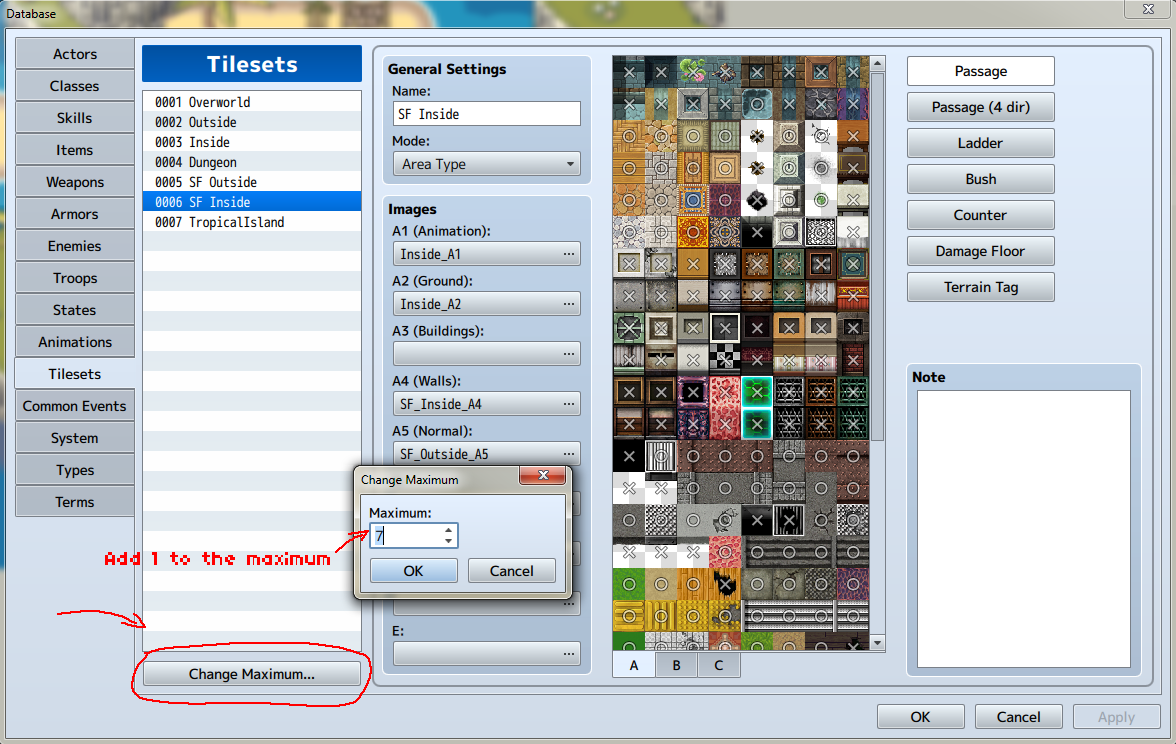 Database
Actors
Classes
Skills
Items
Weapons
Armors
Enemies
Troops
States
Animations
Tilesets
Common Events
System
Types
Terms
Tilesets
0001 Overworld
0002 Outside
0003 Inside
0004 Dungeon
0005 SF Outside
0006 SF Inside
0007 TropicalIsland
Add 1 to the maximum
Change Maximum...
General Settings
Name:
SF Inside
Mode:
Area Type
Images
A1 (Animation):
Inside_A1
...
A2 (Ground):
Inside_A2
...
A3 (Buildings):
...
A4 (Walls):
SF_Inside_A4
...
A5 (Normal):
SF_Outside_A5
...
Change Maximum
Maximum:
7
OK
Cancel
...
E:
...
A
B
C
Passage
Passage (4 dir)
Ladder
Bush
Counter
Damage Floor
Terrain Tag
Note
OK
Cancel
Apply